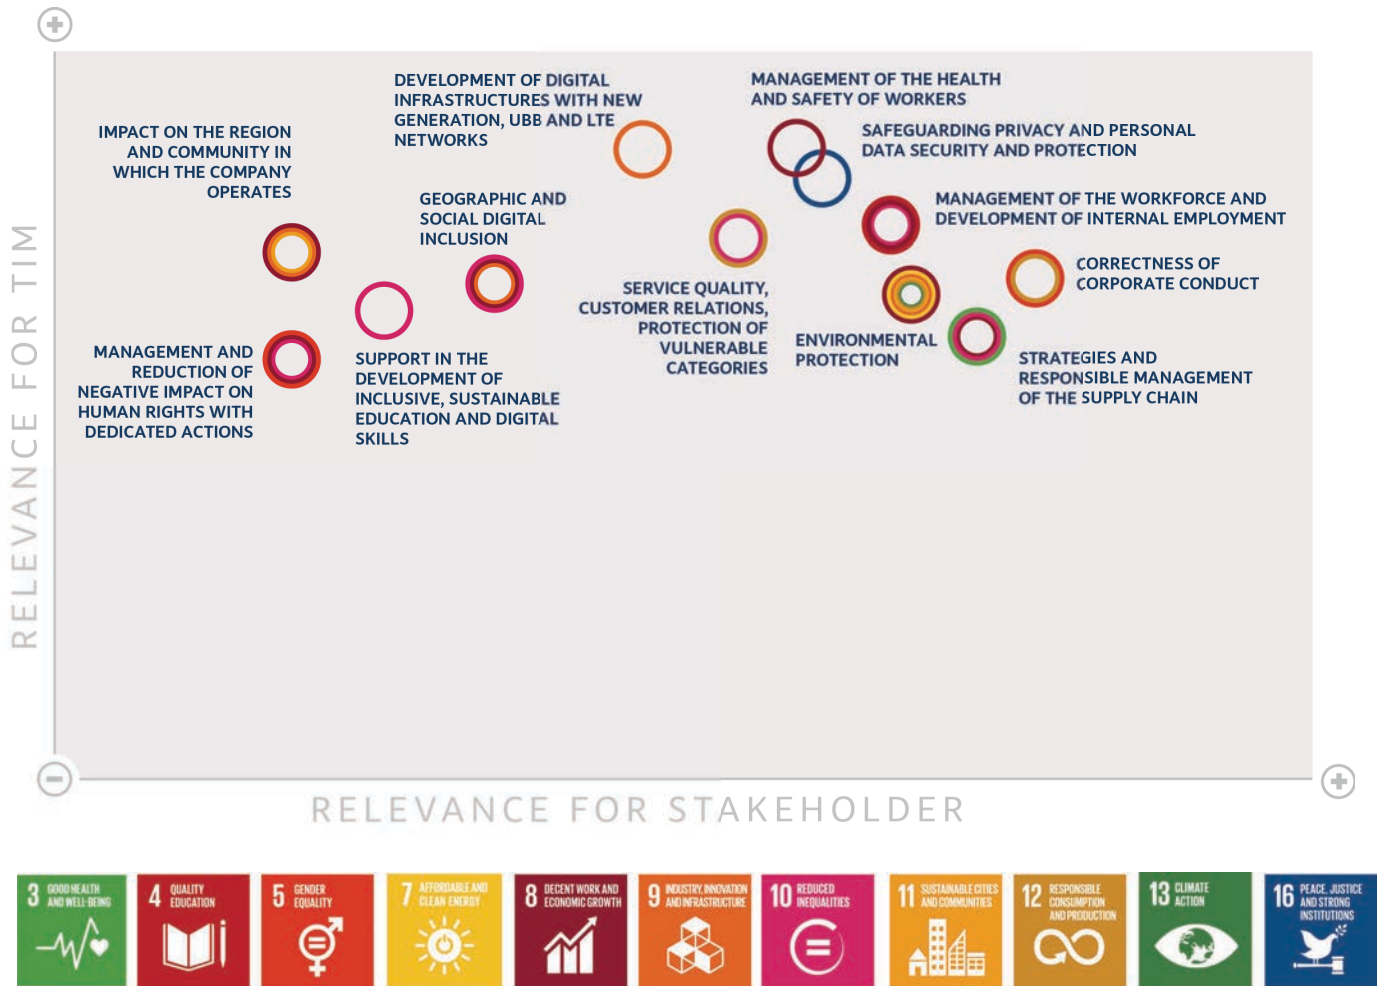 DEVELOPMENT OF DIGITAL
INFRASTRUCTURES WITH NEW
GENERATION, UBB AND LTE
NETWORKS
MANAGEMENT OF THE HEALTH
AND SAFETY OF WORKERS
IMPACT ON THE REGION
AND COMMUNITY IN
WHICH THE COMPANY
OPERATES
SAFEGUARDING PRIVACY AND PERSONAL
DATA SECURITY AND PROTECTION
GEOGRAPHIC AND
SOCIAL DIGITAL
INCLUSION
MANAGEMENT OF THE WORKFORCE AND
DEVELOPMENT OF INTERNAL EMPLOYMENT
CORRECTNESS OF
CORPORATE CONDUCT
SERVICE QUALITY,
CUSTOMER RELATIONS,
PROTECTION OF
VULNERABLE
CATEGORIES
ENVIRONMENTAL
PROTECTION
MANAGEMENT AND
REDUCTION OF
NEGATIVE IMPACT ON
HUMAN RIGHTS WITH
DEDICATED ACTIONS
SUPPORT IN THE
DEVELOPMENT OF
INCLUSIVE, SUSTAINABLE
EDUCATION AND DIGITAL
SKILLS
STRATEGIES AND
RESPONSIBLE MANAGEMENT
OF THE SUPPLY CHAIN
RELEVANCE FOR TIM
RELEVANCE FOR STAKEHOLDER
3 GOOD HEALTH
AND WELL-BEING
4 QUALITY
EDUCATION
5 GENDER
EQUALITY
7 AFFORDABLE AND
CLEAN ENERGY
8 DECENT WORK AND
ECONOMIC GROWTH
9 INDUSTRY, INNOVATION
AND INFRASTRUCTURE
10 REDUCED
INEQUALITIES
11 SUSTAINABLE CITIES
AND COMMUNITIES
12 RESPONSIBLE
CONSUMPTION
AND PRODUCTION
13 CLIMATE
ACTION
16 PEACE, JUSTICE
AND STRONG
INSTITUTIONS